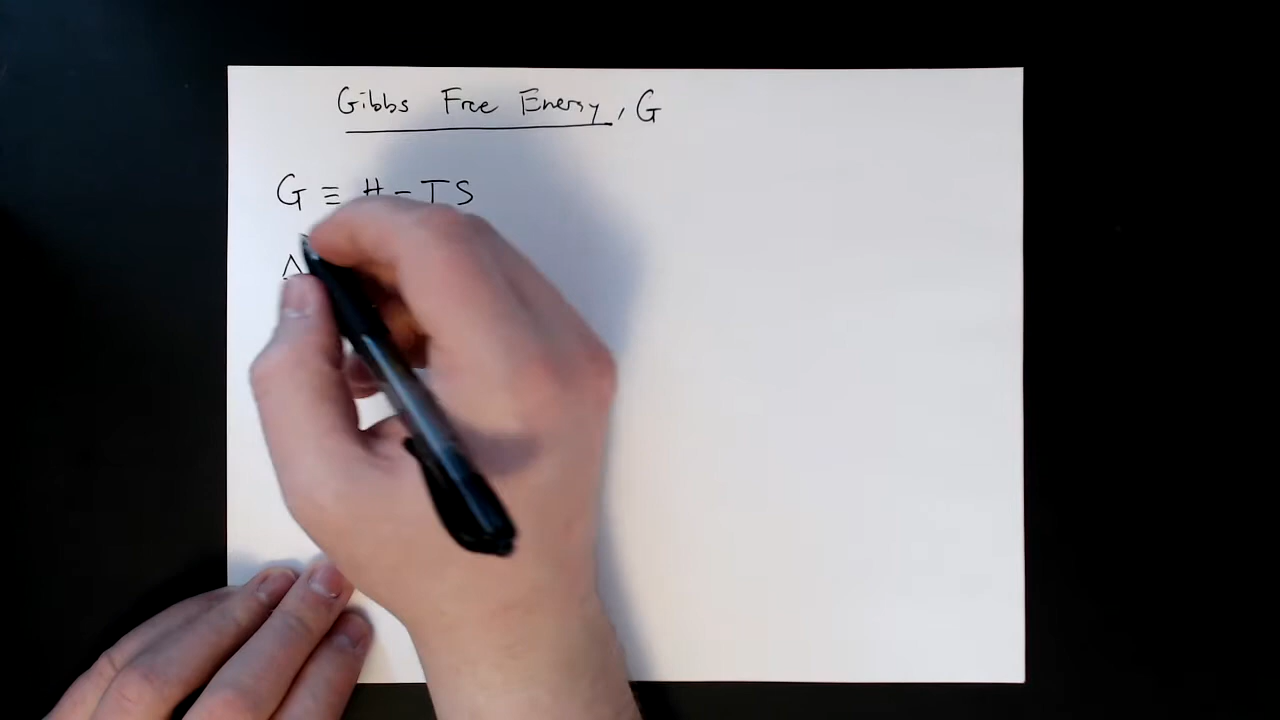 Gibbs Free Energy, G
G ≡ H - TS
Δ